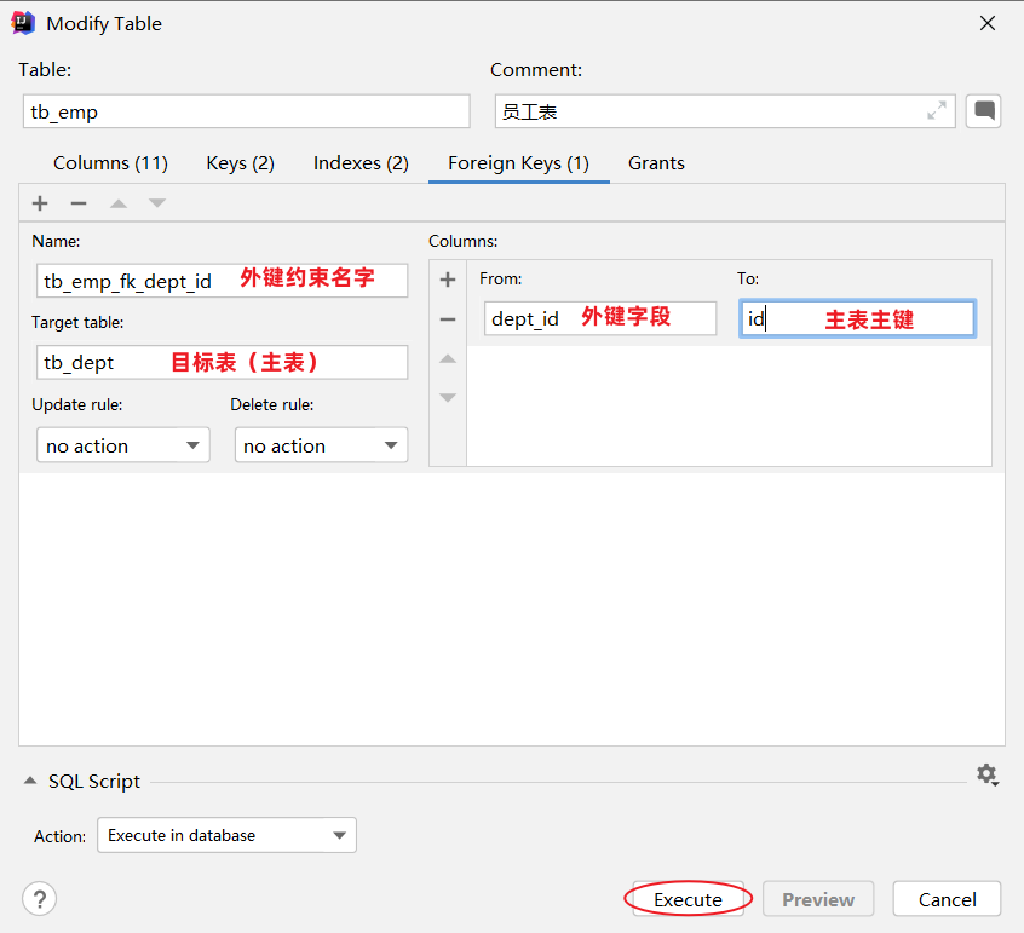 Modify Table
Table:
Comment:
tb_emp
员工表
Columns (11)
Keys (2)
Indexes (2)
Foreign Keys (1)
Grants
Name:
tb_emp_fk_dept_id 外键约束名字
Target table:
tb_dept 目标表（主表）
Update rule:
Delete rule:
no action
no action
Columns:
From:
To:
dept_id 外键字段
id 主表主键
SQL Script
Action:
Execute in database
?
Execute
Preview
Cancel